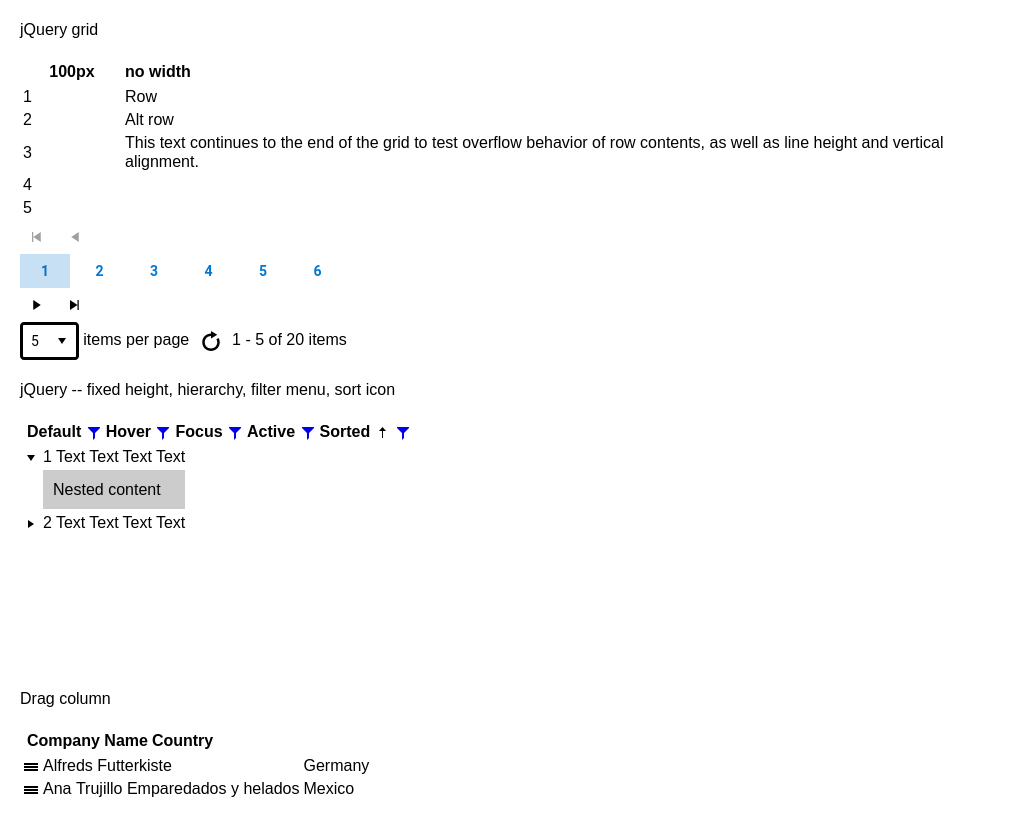 jQuery grid
100px no width
1 Row
2 Alt row
3 This text continues to the end of the grid to test overflow behavior of row contents, as well as line height and vertical
alignment.
4
5
1 2 3 4 5 6
5 items per page 1 - 5 of 20 items
jQuery -- fixed height, hierarchy, filter menu, sort icon
Default Hover Focus Active Sorted
1 Text Text Text Text
Nested content
2 Text Text Text Text
Drag column
Company Name Country
Alfreds Futterkiste Germany
Ana Trujillo Emparedados y helados Mexico